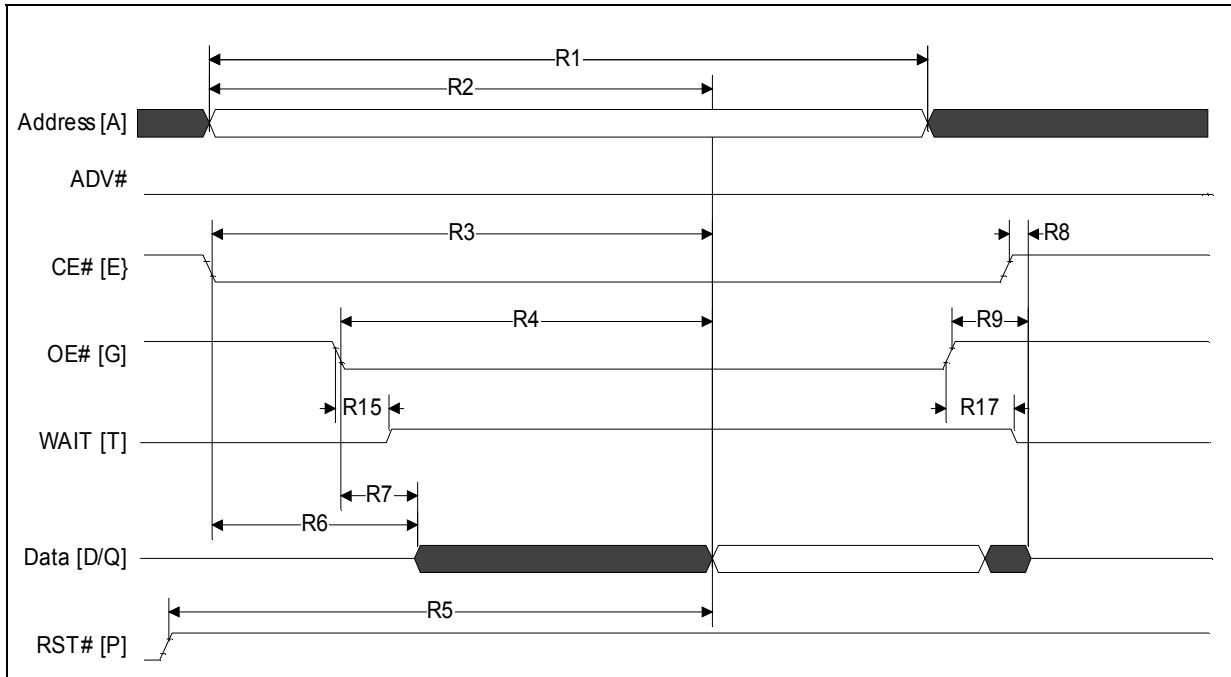 R1
R2
Address [A]
ADV#
R3
R8
CE# [E}
R4
R9
OE# [G]
R15
R17
WAIT [T]
R7
R6
Data [D/Q]
R5
RST# [P]